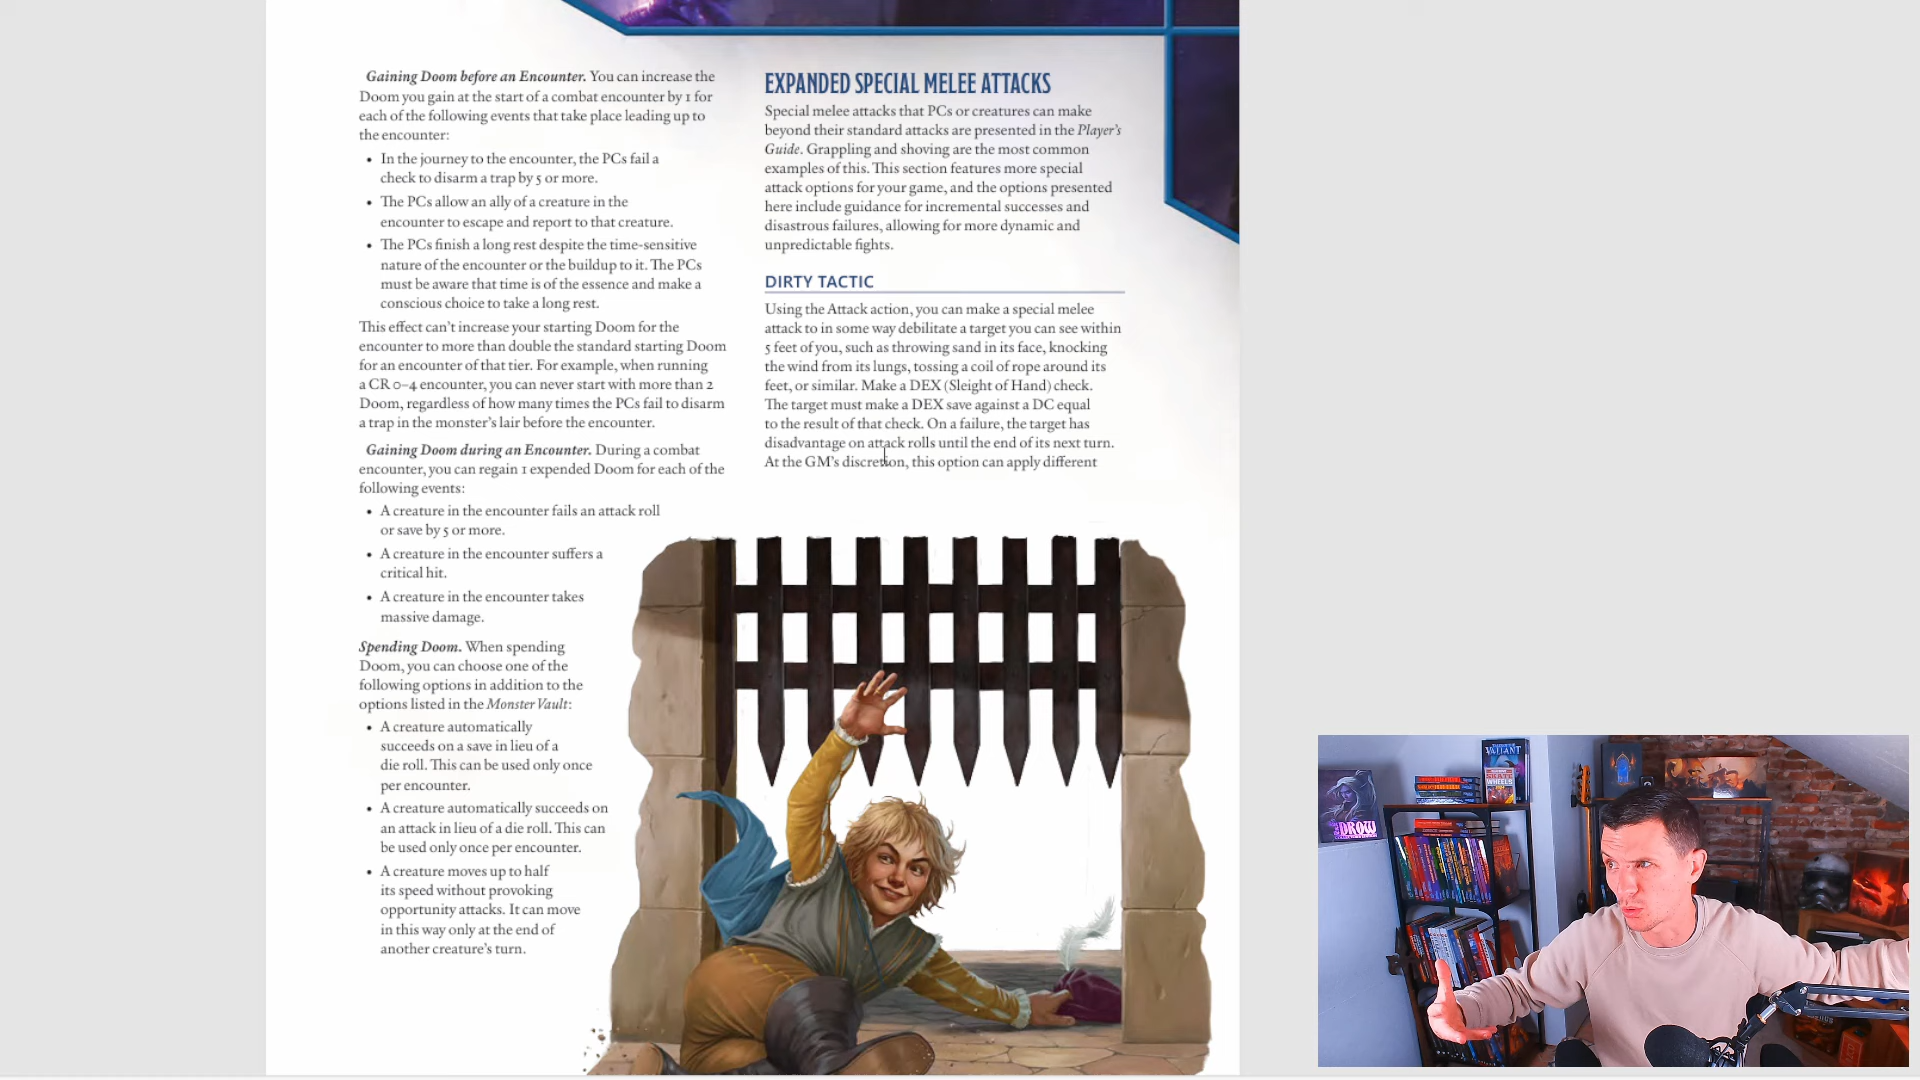 Gaining Doom before an Encounter. You can increase the
Doom you gain at the start of a combat encounter by 1 for
each of the following events that take place leading up to
the encounter:
• In the journey to the encounter, the PCs fail a
check to disarm a trap by 5 or more.
• The PCs allow an ally of a creature in the
encounter to escape and report to that creature.
• The PCs finish a long rest despite the time-sensitive
nature of the encounter or the buildup to it. The PCs
must be aware that time is of the essence and make a
conscious choice to take a long rest.
This effect can't increase your starting Doom for the
encounter to more than double the standard starting Doom
for an encounter of that tier. For example, when running
a CR 0–4 encounter, you can never start with more than 2
Doom, regardless of how many times the PCs fail to disarm
a trap in the monster's lair before the encounter.
Gaining Doom during an Encounter. During a combat
encounter, you can regain 1 expended Doom for each of the
following events:
• A creature in the encounter fails an attack roll
or save by 5 or more.
• A creature in the encounter suffers a
critical hit.
• A creature in the encounter takes
massive damage.
Spending Doom. When spending
Doom, you can choose one of the
following options in addition to the
options listed in the Monster Vault:
• A creature automatically
succeeds on a save in lieu of a
die roll. This can be used only once
per encounter.
• A creature automatically succeeds on
an attack in lieu of a die roll. This can
be used only once per encounter.
• A creature moves up to half
its speed without provoking
opportunity attacks. It can move
in this way only at the end of
another creature's turn.
EXPANDED SPECIAL MELEE ATTACKS
Special melee attacks that PCs or creatures can make
beyond their standard attacks are presented in the Player's
Guide. Grappling and shoving are the most common
examples of this. This section features more special
attack options for your game, and the options presented
here include guidance for incremental successes and
disastrous failures, allowing for more dynamic and
unpredictable fights.
DIRTY TACTIC
Using the Attack action, you can make a special melee
attack to in some way debilitate a target you can see within
5 feet of you, such as throwing sand in its face, knocking
the wind from its lungs, tossing a coil of rope around its
feet, or similar. Make a DEX (Sleight of Hand) check.
The target must make a DEX save against a DC equal
to the result of that check. On a failure, the target has
disadvantage on attack rolls until the end of its next turn.
At the GM's discretion, this option can apply different
VALIANT
SKATE
WHEELS
DROW